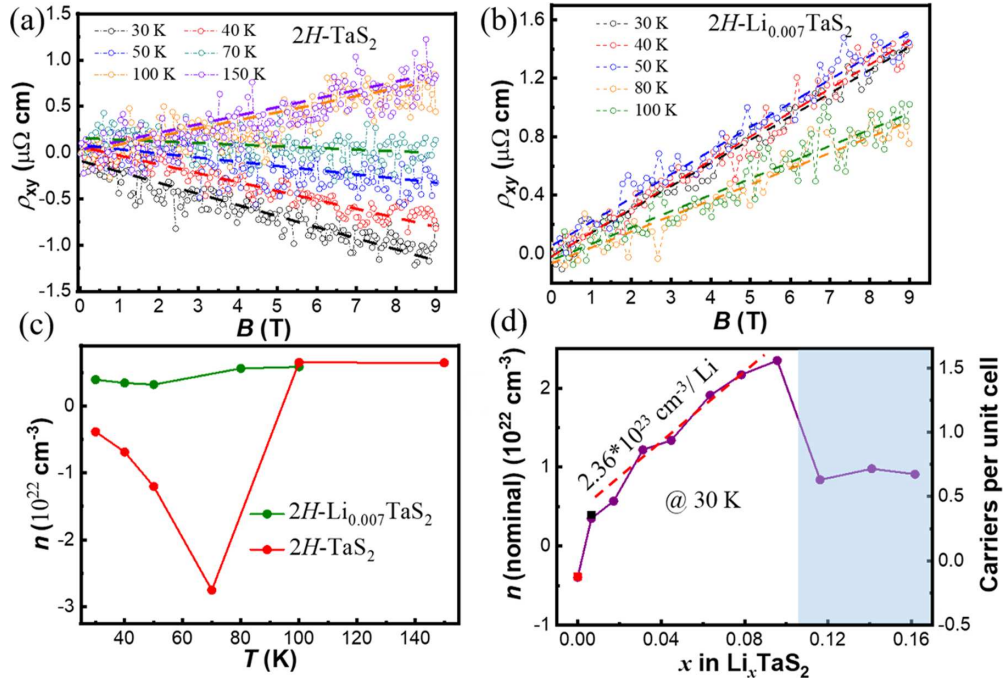 (a)
2H-TaS₂
30 K 40 K
50 K 70 K
100 K 150 K
1.5
1.0
0.5
0.0
-0.5
-1.0
-1.5
ρxy (μΩ cm)
0 1 2 3 4 5 6 7 8 9
B (T)
(b)
2H-Li₀.₀₀₇TaS₂
30 K
40 K
50 K
80 K
100 K
1.6
1.2
0.8
0.4
0.0
ρxy (μΩ cm)
0 1 2 3 4 5 6 7 8 9
B (T)
(c)
0
-1
-2
-3
n (10²² cm⁻³)
2H-Li₀.₀₀₇TaS₂
2H-TaS₂
40 60 80 100 120 140
T (K)
(d)
2
1
0
-1
n (nominal) (10²² cm⁻³)
2.36*10²³ cm⁻³/ Li
@ 30 K
1.5
1.0
0.5
0.0
-0.5
Carriers per unit cell
0.00 0.04 0.08 0.12 0.16
x in LiₓTaS₂